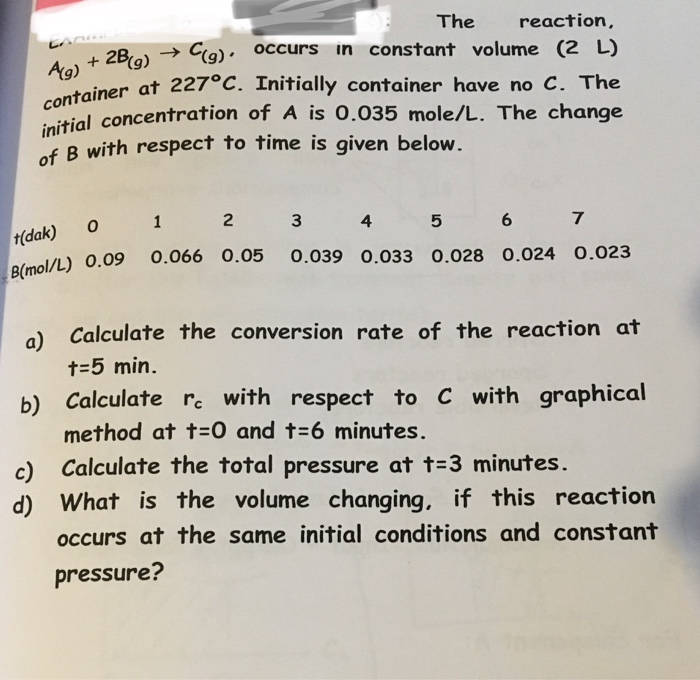 The reaction,
A(g) + 2B(g) → C(g), occurs in constant volume (2 L)
container at 227°C. Initially container have no C. The
initial concentration of A is 0.035 mole/L. The change
of B with respect to time is given below.
t(dak) 0 1 2 3 4 5 6 7
B(mol/L) 0.09 0.066 0.05 0.039 0.033 0.028 0.024 0.023
a) Calculate the conversion rate of the reaction at
t=5 min.
b) Calculate rc with respect to C with graphical
method at t=0 and t=6 minutes.
c) Calculate the total pressure at t=3 minutes.
d) What is the volume changing, if this reaction
occurs at the same initial conditions and constant
pressure?